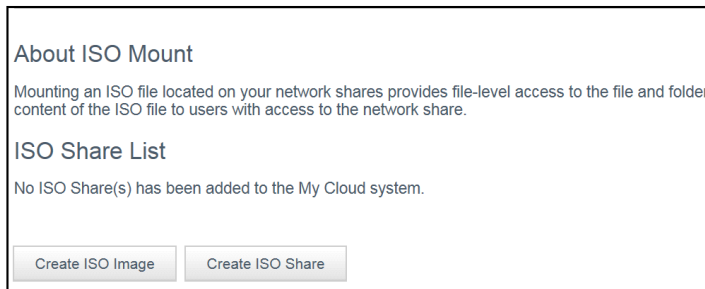 About ISO Mount
Mounting an ISO file located on your network shares provides file-level access to the file and folder
content of the ISO file to users with access to the network share.
ISO Share List
No ISO Share(s) has been added to the My Cloud system.
Create ISO Image
Create ISO Share